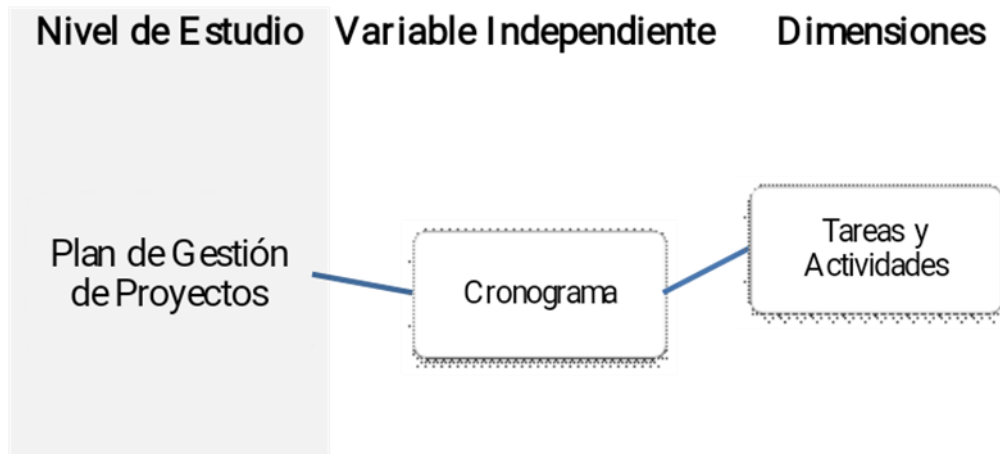 Nivel de Estudio Variable Independiente Dimensiones
Plan de Gestión
de Proyectos
Cronograma
Tareas y
Actividades